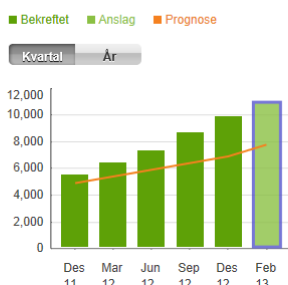 Bekreftet Anslag Prognose
Kvartal År
12,000
10,000
8,000
6,000
4,000
2,000
0
Des Mar Jun Sep Des Feb
11 12 12 12 12 13